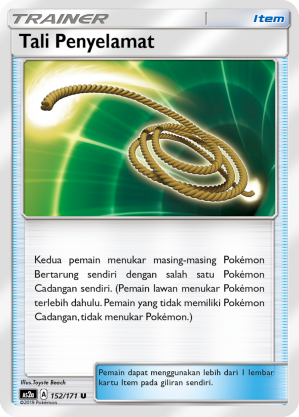 TRAINER Item
Tali Penyelamat
Kedua pemain menukar masing-masing Pokémon
Bertarung sendiri dengan salah satu Pokémon
Cadangan sendiri. (Pemain lawan menukar Pokémon
terlebih dahulu. Pemain yang tidak memiliki Pokémon
Cadangan, tidak menukar Pokémon.)
Pemain dapat menggunakan lebih dari 1 lembar
kartu Item pada giliran sendiri.
Illus. Toyste Beach
AS2a A 152/171 U
©2019 Pokémon